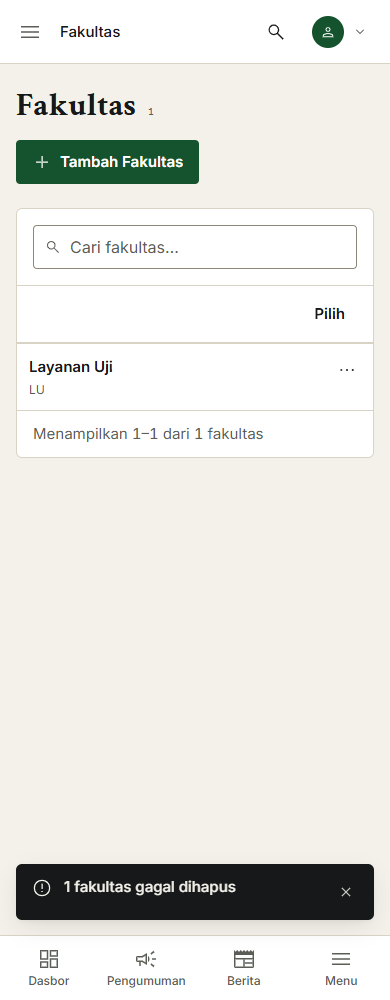 Fakultas
Fakultas 1
Tambah Fakultas
Cari fakultas...
Pilih
Layanan Uji
...
LU
Menampilkan 1–1 dari 1 fakultas
1 fakultas gagal dihapus
Dasbor Pengumuman Berita Menu